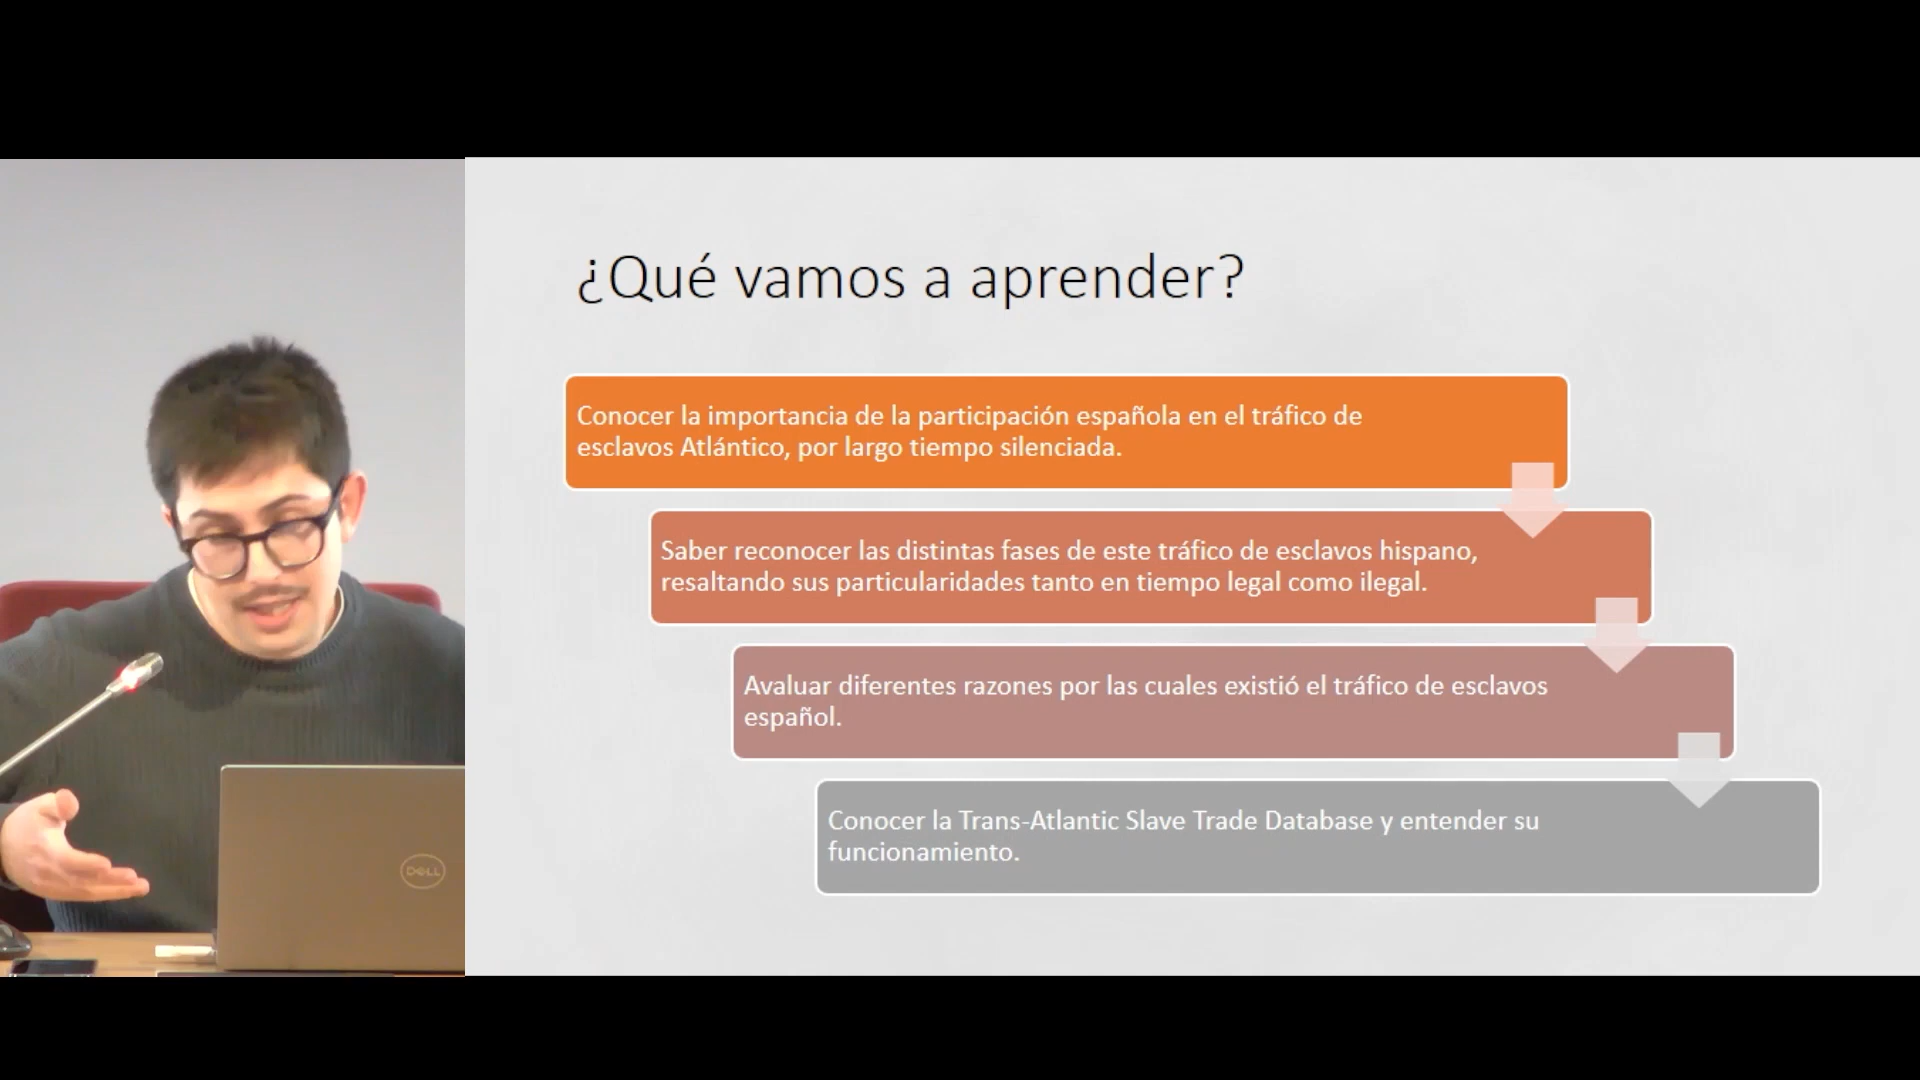 ¿Qué vamos a aprender?
Conocer la importancia de la participación española en el tráfico de
esclavos Atlántico, por largo tiempo silenciada.
Saber reconocer las distintas fases de este tráfico de esclavos hispano,
resaltando sus particularidades tanto en tiempo legal como ilegal.
Avaluar diferentes razones por las cuales existió el tráfico de esclavos
español.
Conocer la Trans-Atlantic Slave Trade Database y entender su
funcionamiento.
DELL